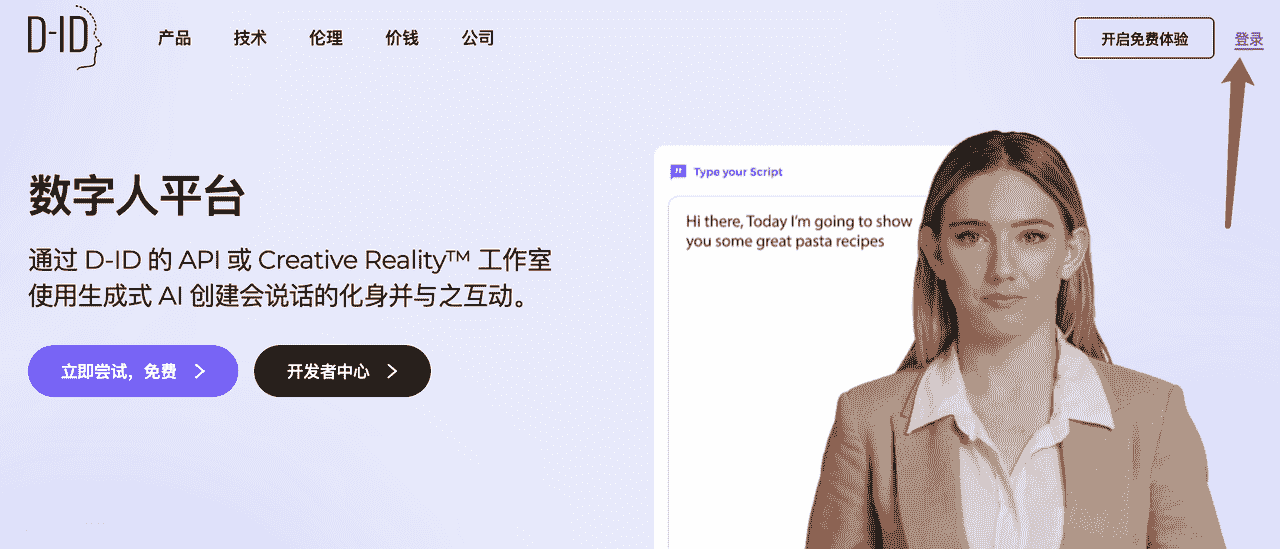 D-ID
产品
技术
伦理
价钱
公司
开启免费体验
登录
数字人平台
通过 D-ID 的 API 或 Creative Reality™ 工作室
使用生成式 AI 创建会说话的化身并与之互动。
立即尝试，免费
开发者中心
Type your Script
Hi there, Today I'm going to show
you some great pasta recipes